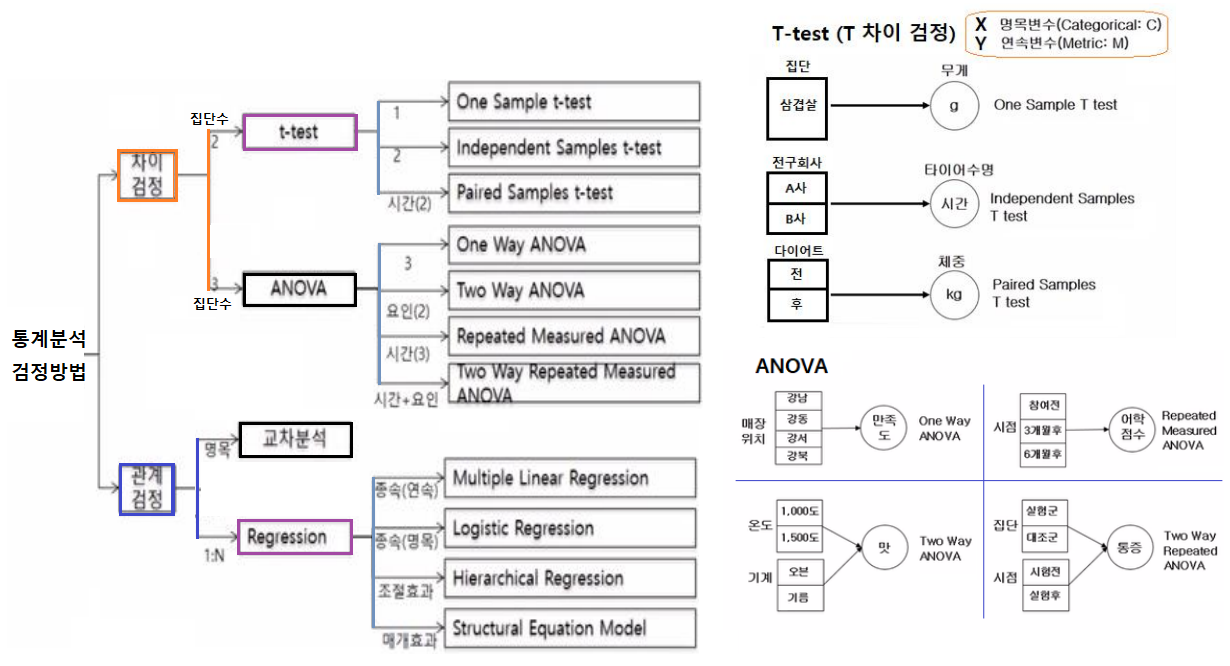 통계분석
검정방법
차이
검정
집단수
2
t-test
1
One Sample t-test
2
Independent Samples t-test
시간(2)
Paired Samples t-test
3
집단수
ANOVA
3
One Way ANOVA
요인(2)
Two Way ANOVA
시간(3)
Repeated Measured ANOVA
시간+요인
Two Way Repeated Measured
ANOVA
관계
검정
명목
교차분석
1:N
Regression
종속(연속)
Multiple Linear Regression
종속(명목)
Logistic Regression
조절효과
Hierarchical Regression
매개효과
Structural Equation Model
T-test (T 차이 검정)
X 명목변수(Categorical: C)
Y 연속변수(Metric: M)
집단
삼겹살
무게
g
One Sample T test
전구회사
A사
B사
타이어수명
시간
Independent Samples
T test
다이어트
전
후
체중
kg
Paired Samples
T test
ANOVA
매장
위치
강남
강동
강서
강북
만족
도
One Way
ANOVA
시점
참여전
3개월후
6개월후
어학
점수
Repeated
Measured
ANOVA
온도
1,000도
1,500도
기계
오븐
기름
맛
Two Way
ANOVA
집단
실험군
대조군
시점
시험전
실험후
통증
Two Way
Repeated
ANOVA